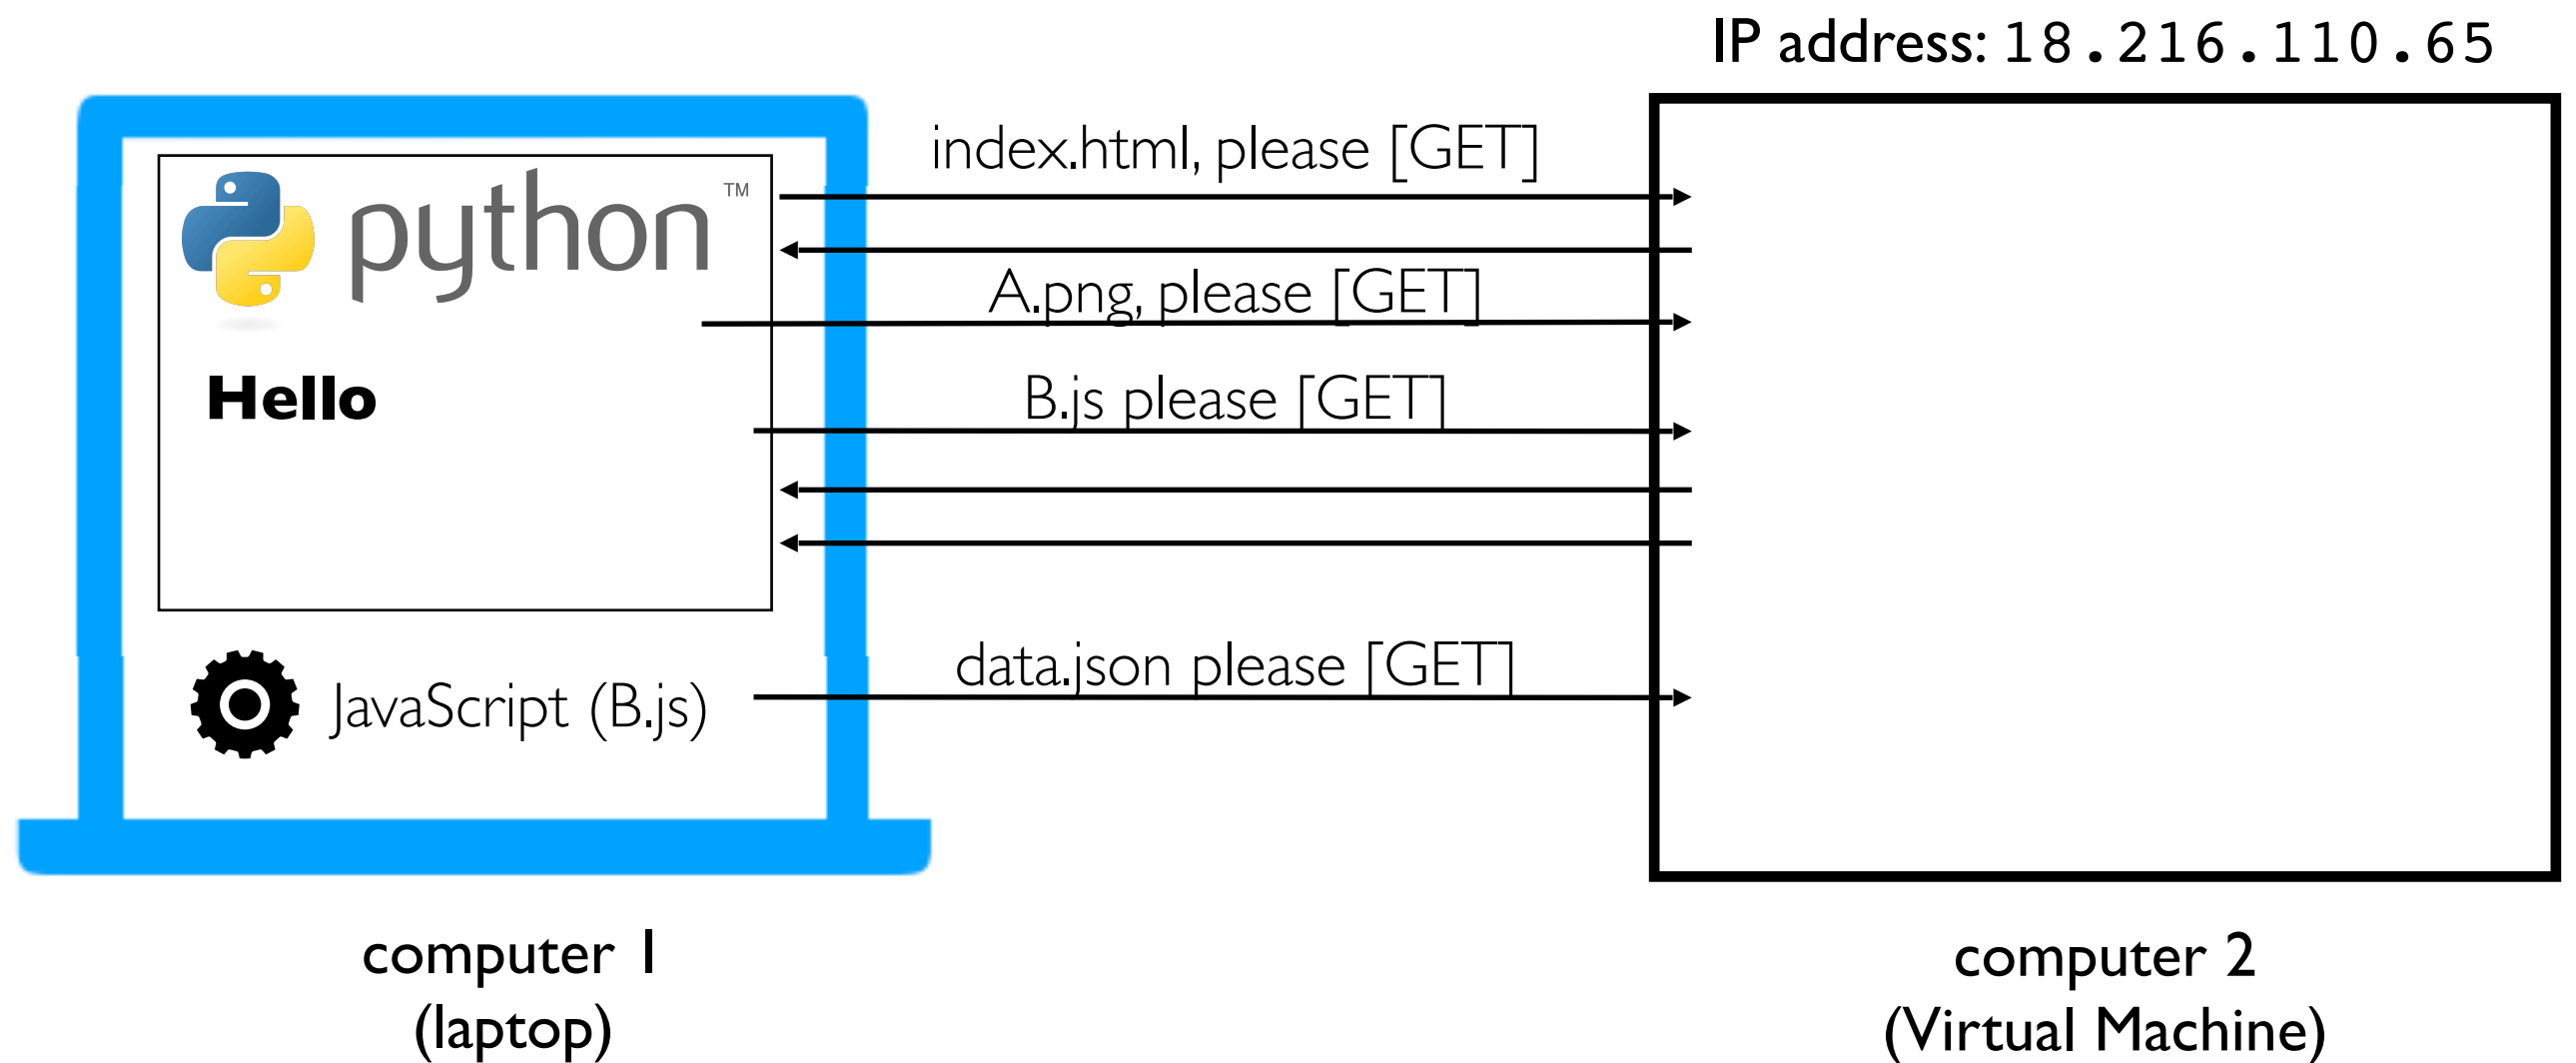 IP address: 18.216.110.65
index.html, please [GET]
python™
A.png, please [GET]
Hello
B.js please [GET]
data.json please [GET]
JavaScript (B.js)
computer 1
(laptop)
computer 2
(Virtual Machine)